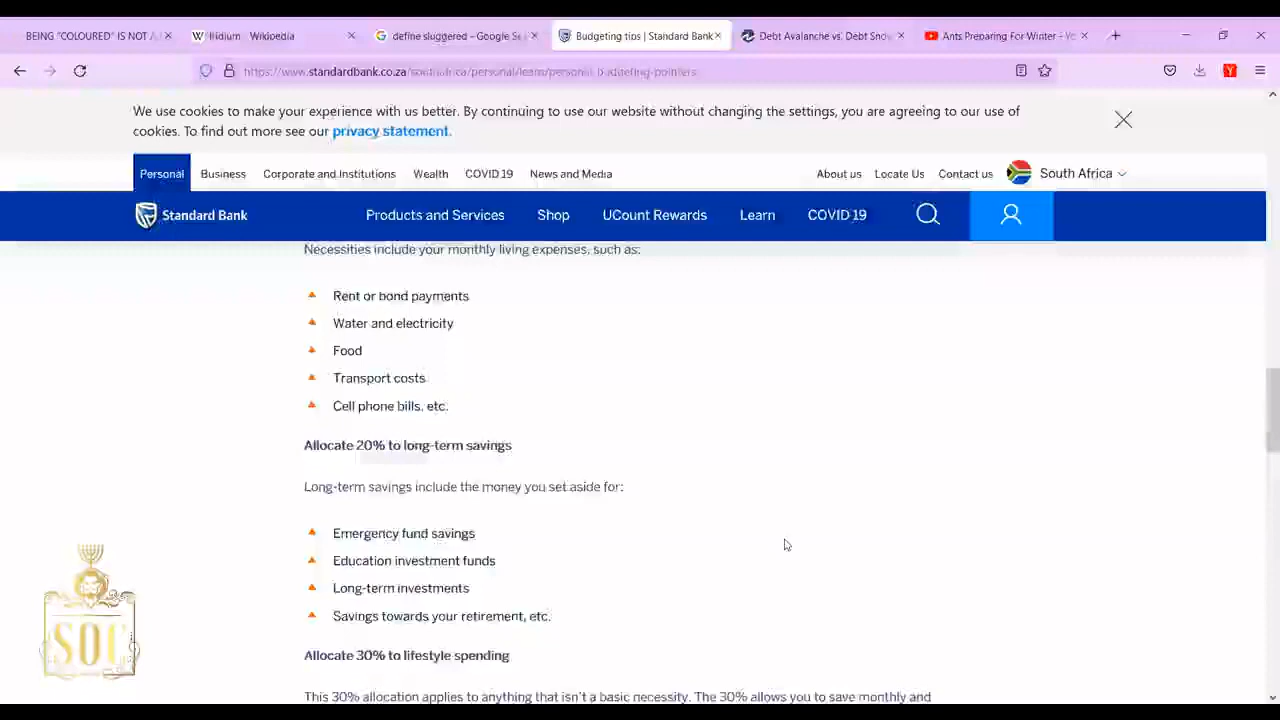 BEING "COLOURED" IS NOT
Iridium Wikipedia
define sluggered - Google Se
Budgeting tips | Standard Bank
Debt Avalanche vs. Debt Snow
Ants Preparing For Winter - Yo
https://www.standardbank.co.za/southafrica/personal/learn/personal-budgeting-pointers
We use cookies to make your experience with us better. By continuing to use our website without changing the settings, you are agreeing to our use of
cookies. To find out more see our privacy statement.
Personal Business Corporate and Institutions Wealth COVID 19 News and Media About us Locate Us Contact us South Africa
Standard Bank Products and Services Shop UCount Rewards Learn COVID 19
Necessities include your monthly living expenses, such as:
Rent or bond payments
Water and electricity
Food
Transport costs
Cell phone bills, etc.
Allocate 20% to long-term savings
Long-term savings include the money you set aside for:
Emergency fund savings
Education investment funds
Long-term investments
Savings towards your retirement, etc.
Allocate 30% to lifestyle spending
This 30% allocation applies to anything that isn't a basic necessity. The 30% allows you to save monthly and
SOC